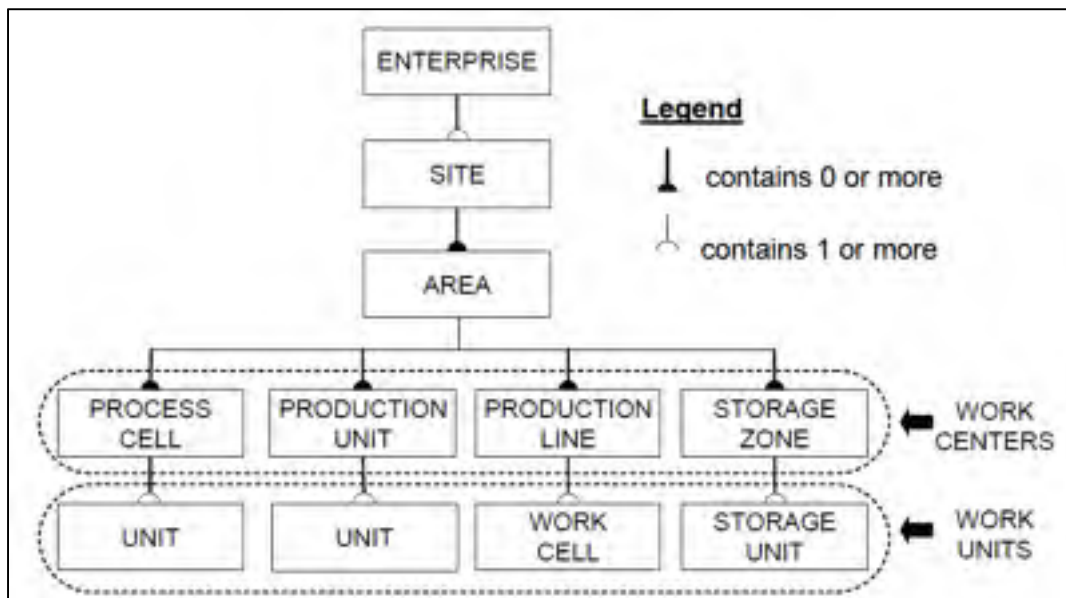 ENTERPRISE
Legend
SITE
contains 0 or more
contains 1 or more
AREA
PROCESS
CELL
PRODUCTION
UNIT
PRODUCTION
LINE
STORAGE
ZONE
WORK
CENTERS
UNIT
UNIT
WORK
CELL
STORAGE
UNIT
WORK
UNITS